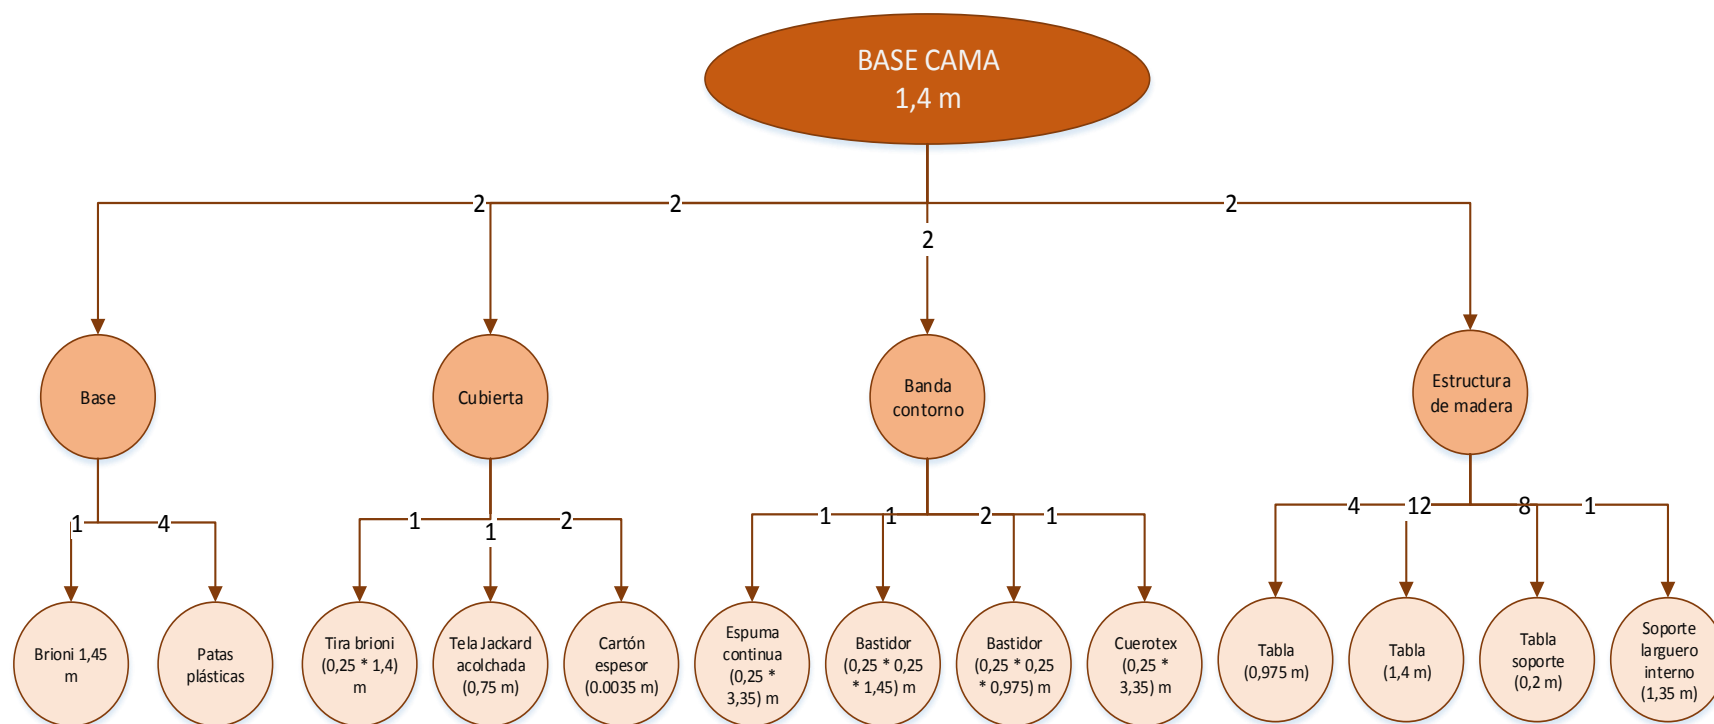 BASE CAMA
1,4 m
2
2
2
2
Base
Cubierta
Banda
contorno
Estructura
de madera
1
4
1
1
2
1
1
2
1
4
12
8
1
Brioni 1,45
m
Patas
plásticas
Tira brioni
(0,25 * 1,4)
m
Tela Jackard
acolchada
(0,75 m)
Cartón
espesor
(0.0035 m)
Espuma
continua
(0,25 *
3,35) m
Bastidor
(0,25 * 0,25
* 1,45) m
Bastidor
(0,25 * 0,25
* 0,975) m
Cuerotex
(0,25 *
3,35) m
Tabla
(0,975 m)
Tabla
(1,4 m)
Tabla
soporte
(0,2 m)
Soporte
larguero
interno
(1,35 m)